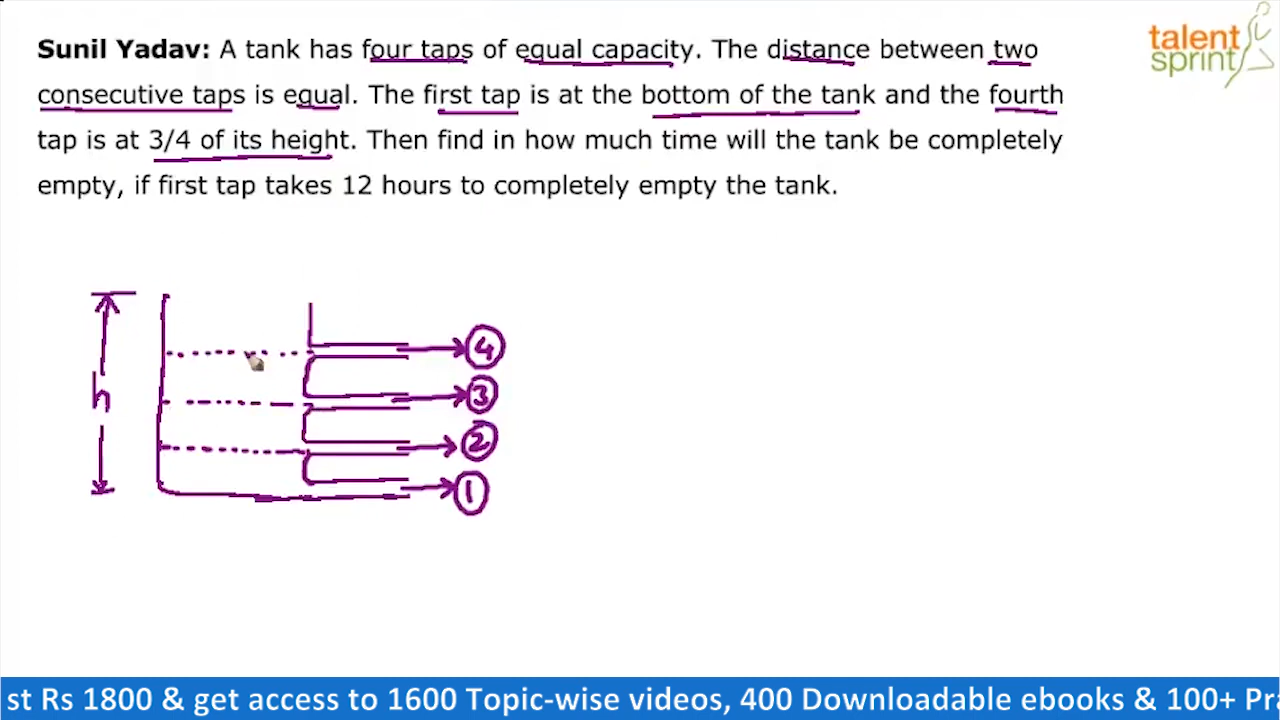 Sunil Yadav: A tank has four taps of equal capacity. The distance between two
consecutive taps is equal. The first tap is at the bottom of the tank and the fourth
tap is at 3/4 of its height. Then find in how much time will the tank be completely
empty, if first tap takes 12 hours to completely empty the tank.
talent
sprint
h
4
3
2
1
st Rs 1800 & get access to 1600 Topic-wise videos, 400 Downloadable ebooks & 100+ Pra